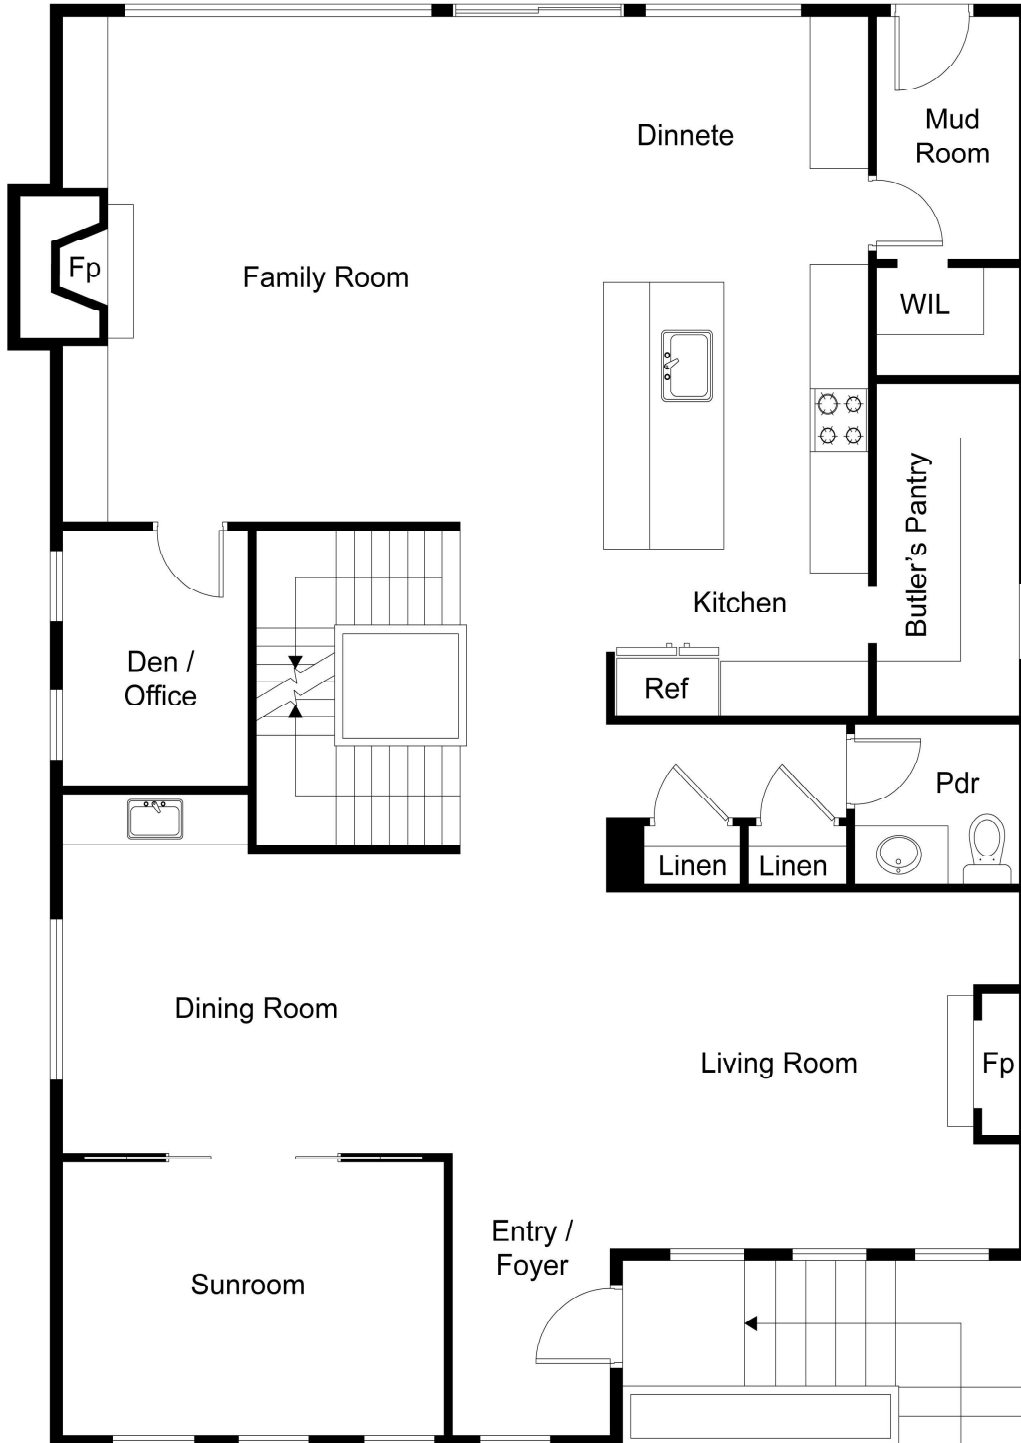 Dinnete
Mud
Room
Fp
Family Room
WIL
Butler's Pantry
Kitchen
Den /
Office
Ref
Pdr
Linen
Linen
Dining Room
Living Room
Fp
Entry /
Foyer
Sunroom